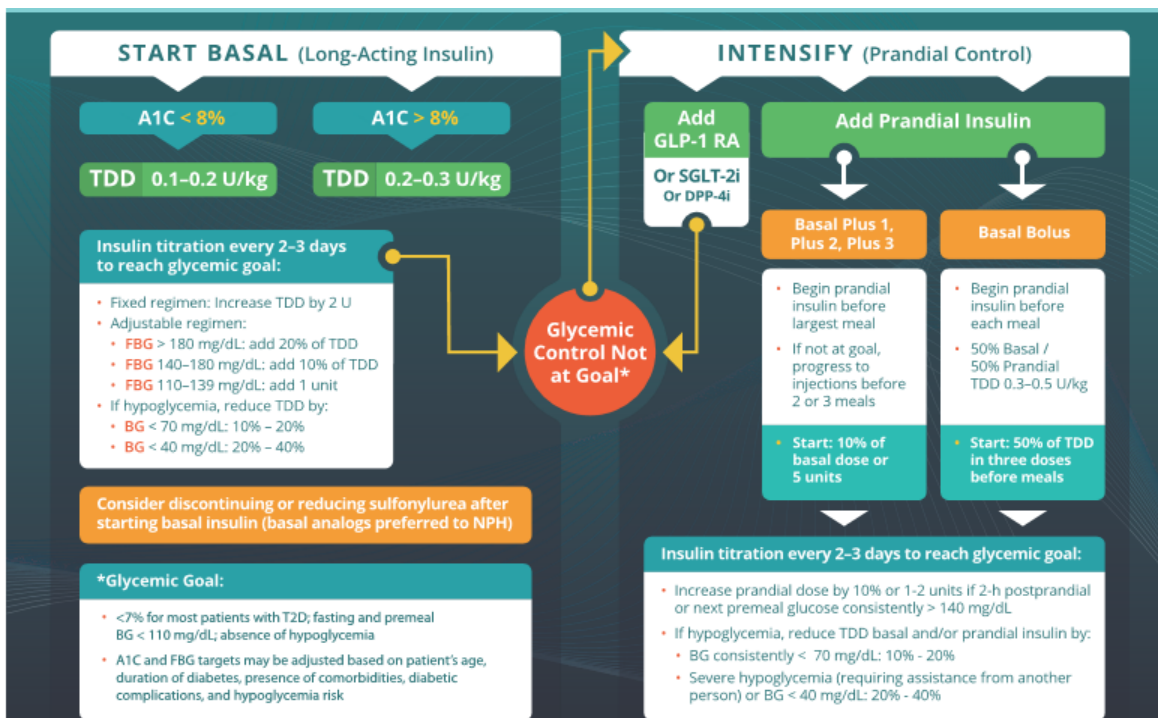 START BASAL (Long-Acting Insulin)
A1C < 8%
A1C > 8%
TDD 0.1–0.2 U/kg
TDD 0.2–0.3 U/kg
Insulin titration every 2–3 days
to reach glycemic goal:
• Fixed regimen: Increase TDD by 2 U
• Adjustable regimen:
• FBG > 180 mg/dL: add 20% of TDD
• FBG 140–180 mg/dL: add 10% of TDD
• FBG 110–139 mg/dL: add 1 unit
• If hypoglycemia, reduce TDD by:
• BG < 70 mg/dL: 10% – 20%
• BG < 40 mg/dL: 20% – 40%
Consider discontinuing or reducing sulfonylurea after
starting basal insulin (basal analogs preferred to NPH)
*Glycemic Goal:
• <7% for most patients with T2D; fasting and premeal
BG < 110 mg/dL; absence of hypoglycemia
• A1C and FBG targets may be adjusted based on patient's age,
duration of diabetes, presence of comorbidities, diabetic
complications, and hypoglycemia risk
Glycemic
Control Not
at Goal*
INTENSIFY (Prandial Control)
Add
GLP-1 RA
Or SGLT-2i
Or DPP-4i
Add Prandial Insulin
Basal Plus 1,
Plus 2, Plus 3
• Begin prandial
insulin before
largest meal
• If not at goal,
progress to
injections before
2 or 3 meals
• Start: 10% of
basal dose or
5 units
Basal Bolus
• Begin prandial
insulin before
each meal
• 50% Basal /
50% Prandial
TDD 0.3–0.5 U/kg
• Start: 50% of TDD
in three doses
before meals
Insulin titration every 2–3 days to reach glycemic goal:
• Increase prandial dose by 10% or 1-2 units if 2-h postprandial
or next premeal glucose consistently > 140 mg/dL
• If hypoglycemia, reduce TDD basal and/or prandial insulin by:
• BG consistently < 70 mg/dL: 10% - 20%
• Severe hypoglycemia (requiring assistance from another
person) or BG < 40 mg/dL: 20% - 40%